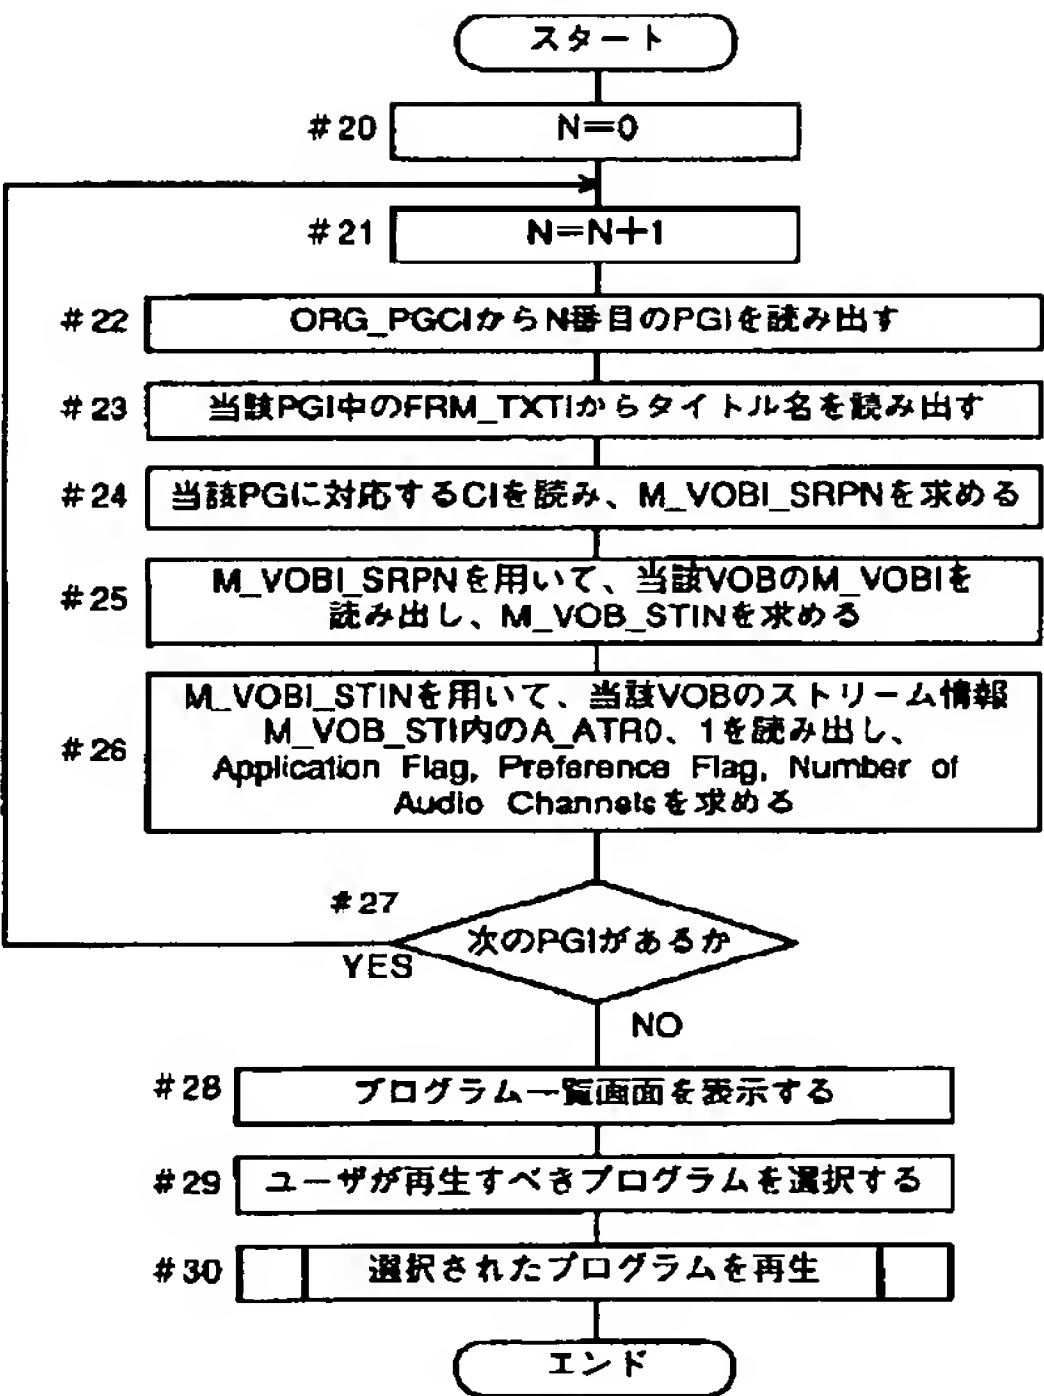 スタート
#20 N=0
#21 N=N+1
#22 ORG_PGCIからN番目のPGIを読み出す
#23 当該PGI中のFRM_TXTIからタイトル名を読み出す
#24 当該PGに対応するCIを読み、M_VOBI_SRPNを求める
#25 M_VOBI_SRPNを用いて、当該VOBのM_VOBIを
読み出し、M_VOB_STINを求める
#26 M_VOBI_STINを用いて、当該VOBのストリーム情報
M_VOB_STI内のA_ATR0、1を読み出し、
Application Flag, Preference Flag, Number of
Audio Channelsを求める
#27
次のPGIがあるか
YES
NO
#28 プログラム一覧画面を表示する
#29 ユーザが再生すべきプログラムを選択する
#30 選択されたプログラムを再生
エンド